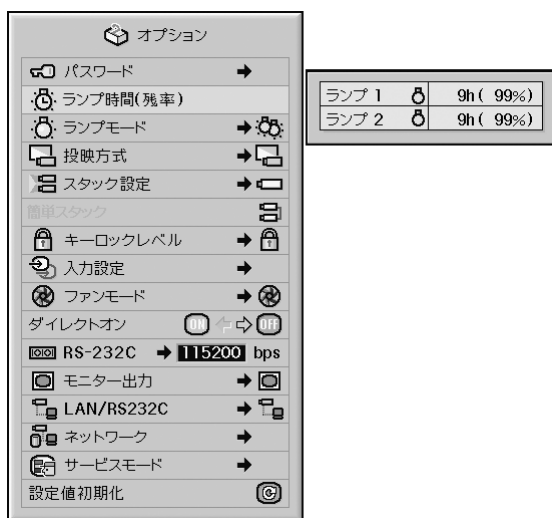 オプション
パスワード
ランプ時間(残率)
ランプモード
投映方式
スタック設定
簡単スタック
キーロックレベル
入力設定
ファンモード
ダイレクトオン ON OFF
RS-232C 115200 bps
モニター出力
LAN/RS232C
ネットワーク
サービスモード
設定値初期化
ランプ 1 9h ( 99%)
ランプ 2 9h ( 99%)